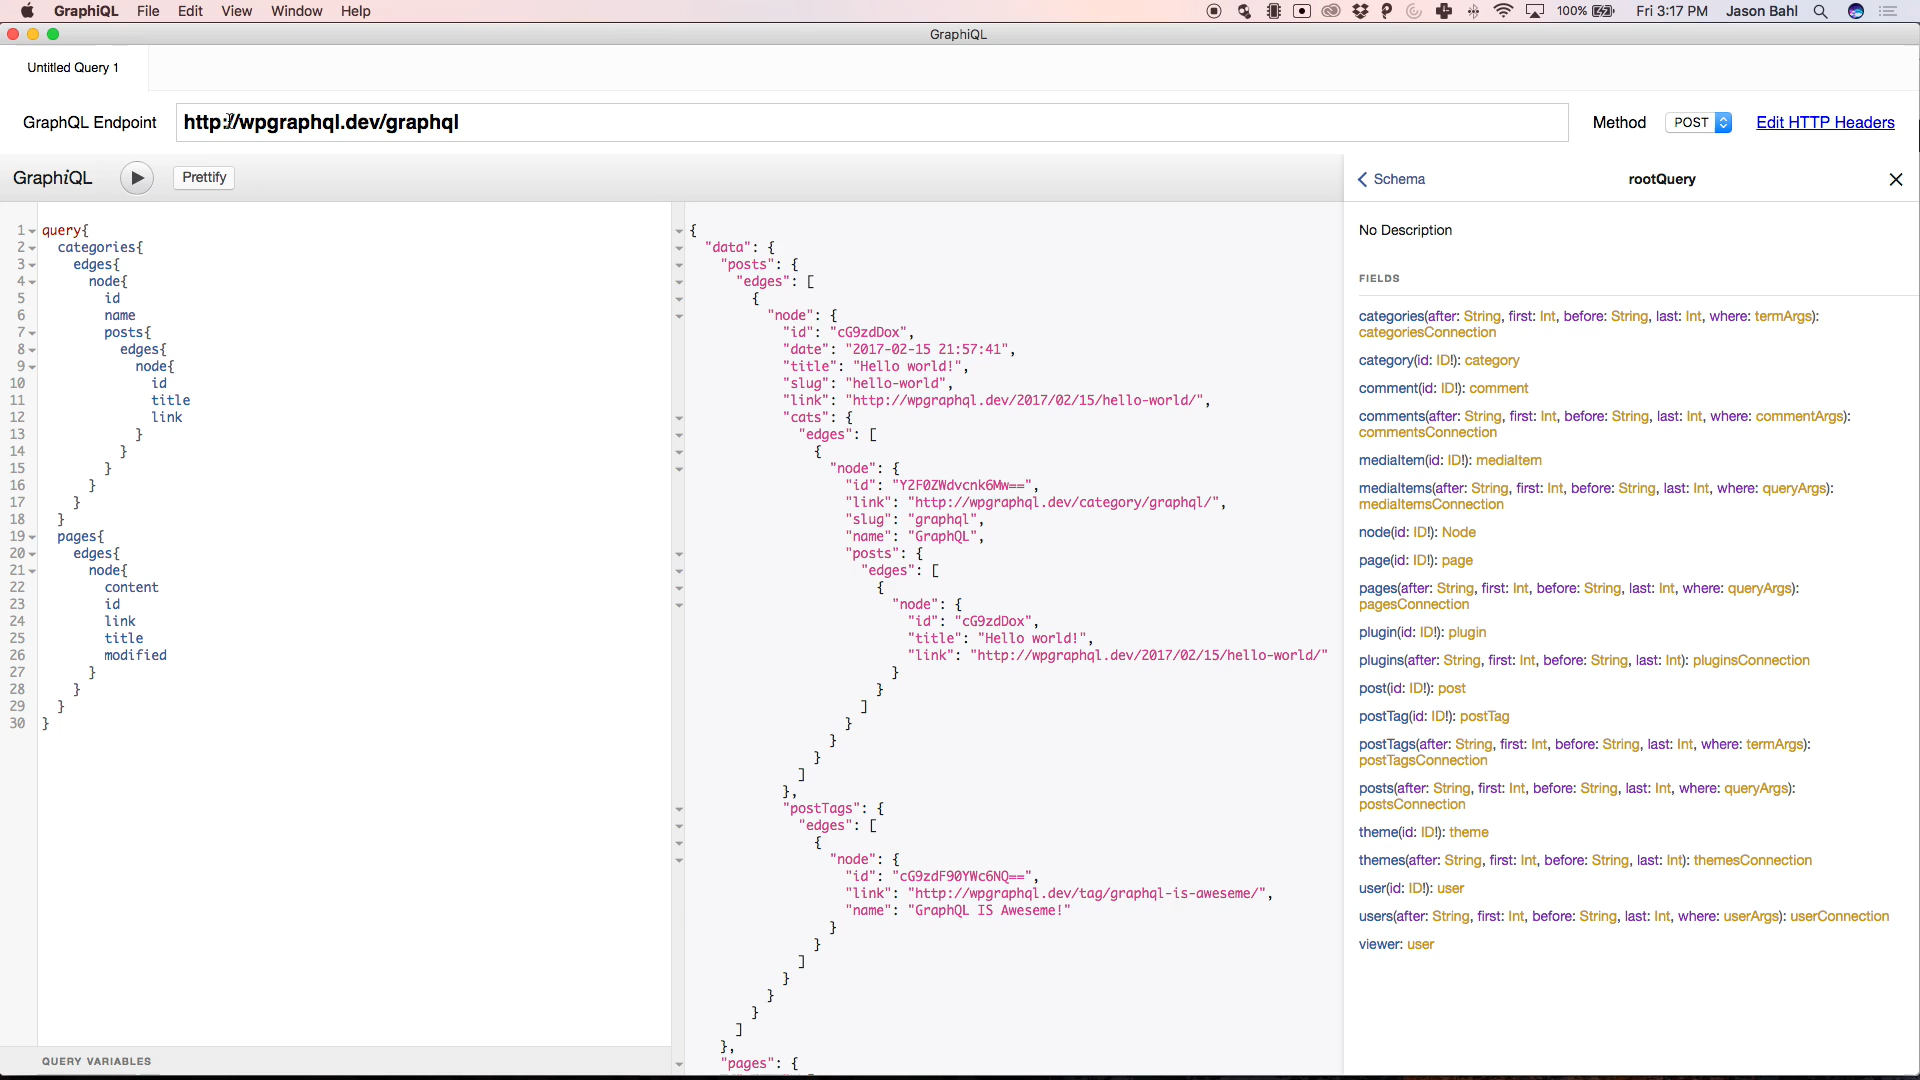 GraphiQL File Edit View Window Help 100% Fri 3:17 PM Jason Bahl
GraphiQL
Untitled Query 1
GraphQL Endpoint http://wpgraphql.dev/graphql Method POST Edit HTTP Headers
GraphiQL Prettify
1 query{
2 categories{
3 edges{
4 node{
5 id
6 name
7 posts{
8 edges{
9 node{
10 id
11 title
12 link
13 }
14 }
15 }
16 }
17 }
18 }
19 pages{
20 edges{
21 node{
22 content
23 id
24 link
25 title
26 modified
27 }
28 }
29 }
30 }
QUERY VARIABLES
{
"data": {
"posts": {
"edges": [
{
"node": {
"id": "cG9zdDox",
"date": "2017-02-15 21:57:41",
"title": "Hello world!",
"slug": "hello-world",
"link": "http://wpgraphql.dev/2017/02/15/hello-world/",
"cats": {
"edges": [
{
"node": {
"id": "Y2F0ZWdvcnk6Mw==",
"link": "http://wpgraphql.dev/category/graphql/",
"slug": "graphql",
"name": "GraphQL",
"posts": {
"edges": [
{
"node": {
"id": "cG9zdDox",
"title": "Hello world!",
"link": "http://wpgraphql.dev/2017/02/15/hello-world/"
}
}
]
}
}
}
]
},
"postTags": {
"edges": [
{
"node": {
"id": "cG9zdF90YWc6NQ==",
"link": "http://wpgraphql.dev/tag/graphql-is-aweseme/",
"name": "GraphQL IS Aweseme!"
}
}
]
}
}
}
]
},
"pages": {
Schema rootQuery
No Description
FIELDS
categories(after: String, first: Int, before: String, last: Int, where: termArgs):
categoriesConnection
category(id: ID!): category
comment(id: ID!): comment
comments(after: String, first: Int, before: String, last: Int, where: commentArgs):
commentsConnection
mediaItem(id: ID!): mediaItem
mediaItems(after: String, first: Int, before: String, last: Int, where: queryArgs):
mediaItemsConnection
node(id: ID!): Node
page(id: ID!): page
pages(after: String, first: Int, before: String, last: Int, where: queryArgs):
pagesConnection
plugin(id: ID!): plugin
plugins(after: String, first: Int, before: String, last: Int): pluginsConnection
post(id: ID!): post
postTag(id: ID!): postTag
postTags(after: String, first: Int, before: String, last: Int, where: termArgs):
postTagsConnection
posts(after: String, first: Int, before: String, last: Int, where: queryArgs):
postsConnection
theme(id: ID!): theme
themes(after: String, first: Int, before: String, last: Int): themesConnection
user(id: ID!): user
users(after: String, first: Int, before: String, last: Int, where: userArgs): userConnection
viewer: user